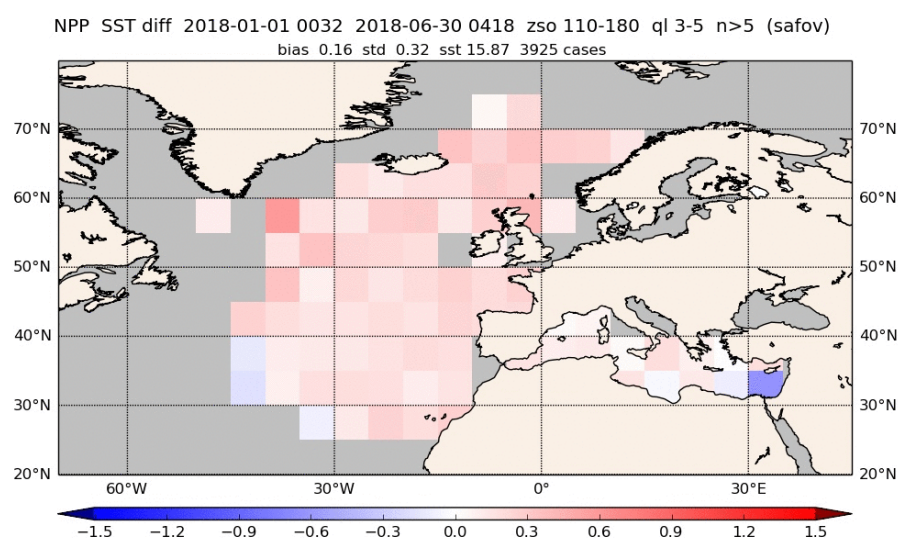 NPP SST diff 2018-01-01 0032 2018-06-30 0418 zso 110-180 ql 3-5 n>5 (safov)
bias 0.16 std 0.32 sst 15.87 3925 cases
70°N 70°N
60°N 60°N
50°N 50°N
40°N 40°N
30°N 30°N
20°N 20°N
60°W 30°W 0° 30°E
−1.5 −1.2 −0.9 −0.6 −0.3 0.0 0.3 0.6 0.9 1.2 1.5